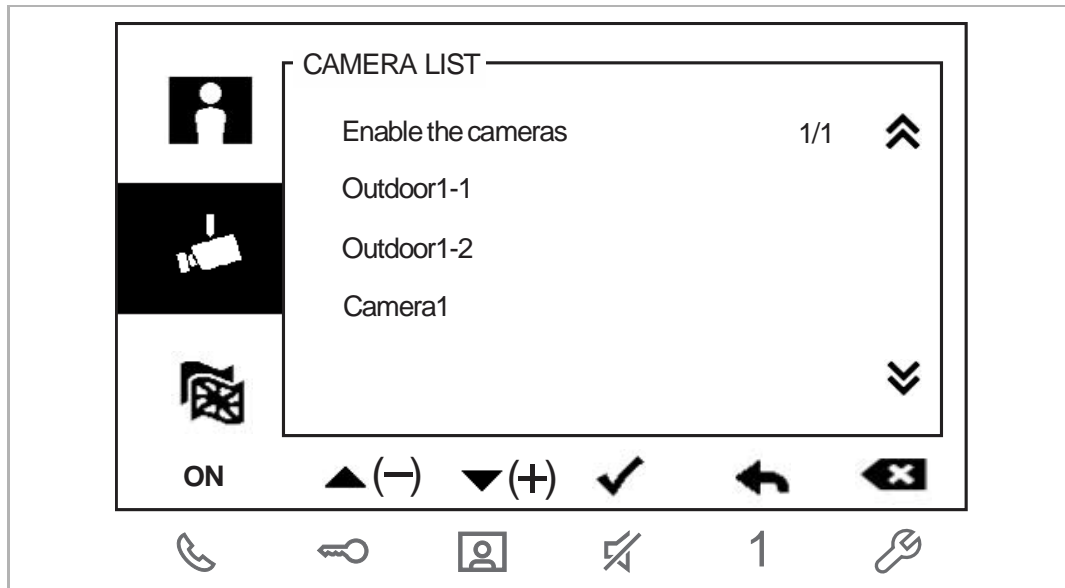 CAMERA LIST
Enable the cameras 1/1
Outdoor1-1
Outdoor1-2
Camera1
ON (−) (+)
1